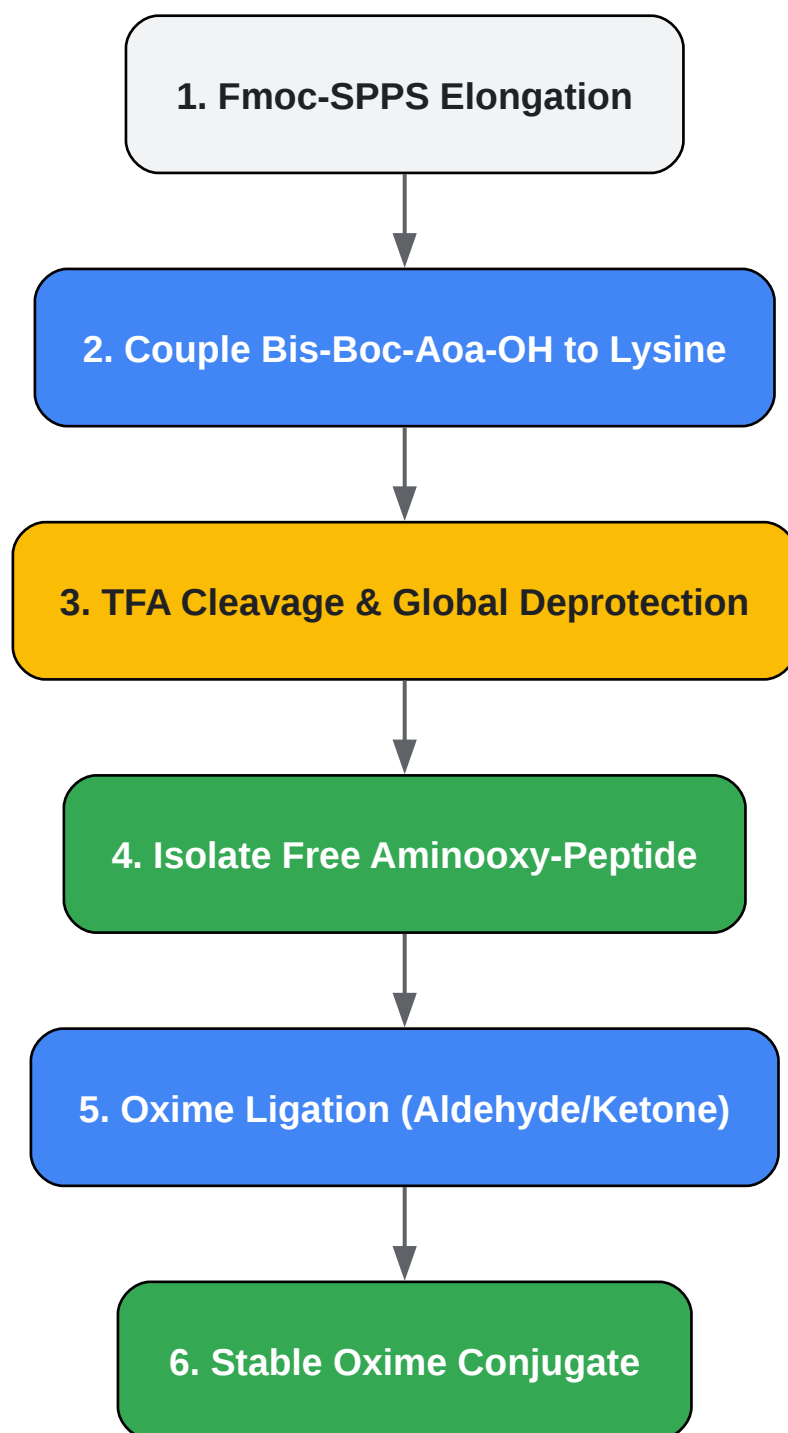 1. Fmoc-SPPS Elongation
2. Couple Bis-Boc-Aoa-OH to Lysine
3. TFA Cleavage & Global Deprotection
4. Isolate Free Aminooxy-Peptide
5. Oxime Ligation (Aldehyde/Ketone)
6. Stable Oxime Conjugate